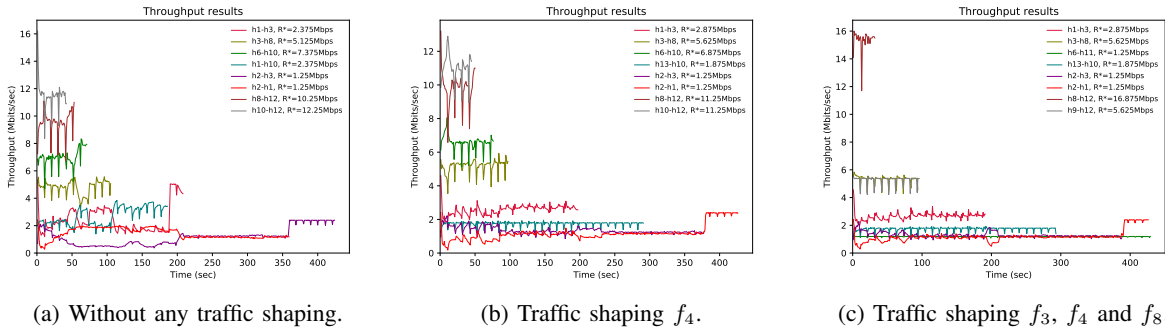 Throughput results
Throughput (Mbits/sec)
16
14
12
10
8
6
4
2
0
h1-h3, R*=2.375Mbps
h3-h8, R*=5.125Mbps
h6-h10, R*=7.375Mbps
h1-h10, R*=2.375Mbps
h2-h3, R*=1.25Mbps
h2-h1, R*=1.25Mbps
h8-h12, R*=10.25Mbps
h10-h12, R*=12.25Mbps
0 50 100 150 200 250 300 350 400
Time (sec)
(a) Without any traffic shaping.
Throughput results
Throughput (Mbits/sec)
12
10
8
6
4
2
0
h1-h3, R*=2.875Mbps
h3-h8, R*=5.625Mbps
h6-h10, R*=6.875Mbps
h13-h10, R*=1.875Mbps
h2-h3, R*=1.25Mbps
h2-h1, R*=1.25Mbps
h8-h12, R*=11.25Mbps
h10-h12, R*=11.25Mbps
0 50 100 150 200 250 300 350 400
Time (sec)
(b) Traffic shaping f4.
Throughput results
Throughput (Mbits/sec)
16
14
12
10
8
6
4
2
0
h1-h3, R*=2.875Mbps
h3-h8, R*=5.625Mbps
h6-h11, R*=1.25Mbps
h13-h10, R*=1.875Mbps
h2-h3, R*=1.25Mbps
h2-h1, R*=1.25Mbps
h8-h12, R*=16.875Mbps
h9-h12, R*=5.625Mbps
0 50 100 150 200 250 300 350 400
Time (sec)
(c) Traffic shaping f3, f4 and f8